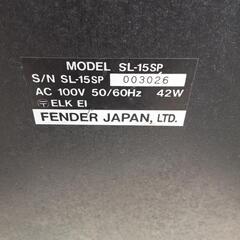 MODEL SL-15SP
S/N SL-15SP 003026
AC 100V 50/60Hz 42W
〒 ELK EI
FENDER JAPAN, LTD.